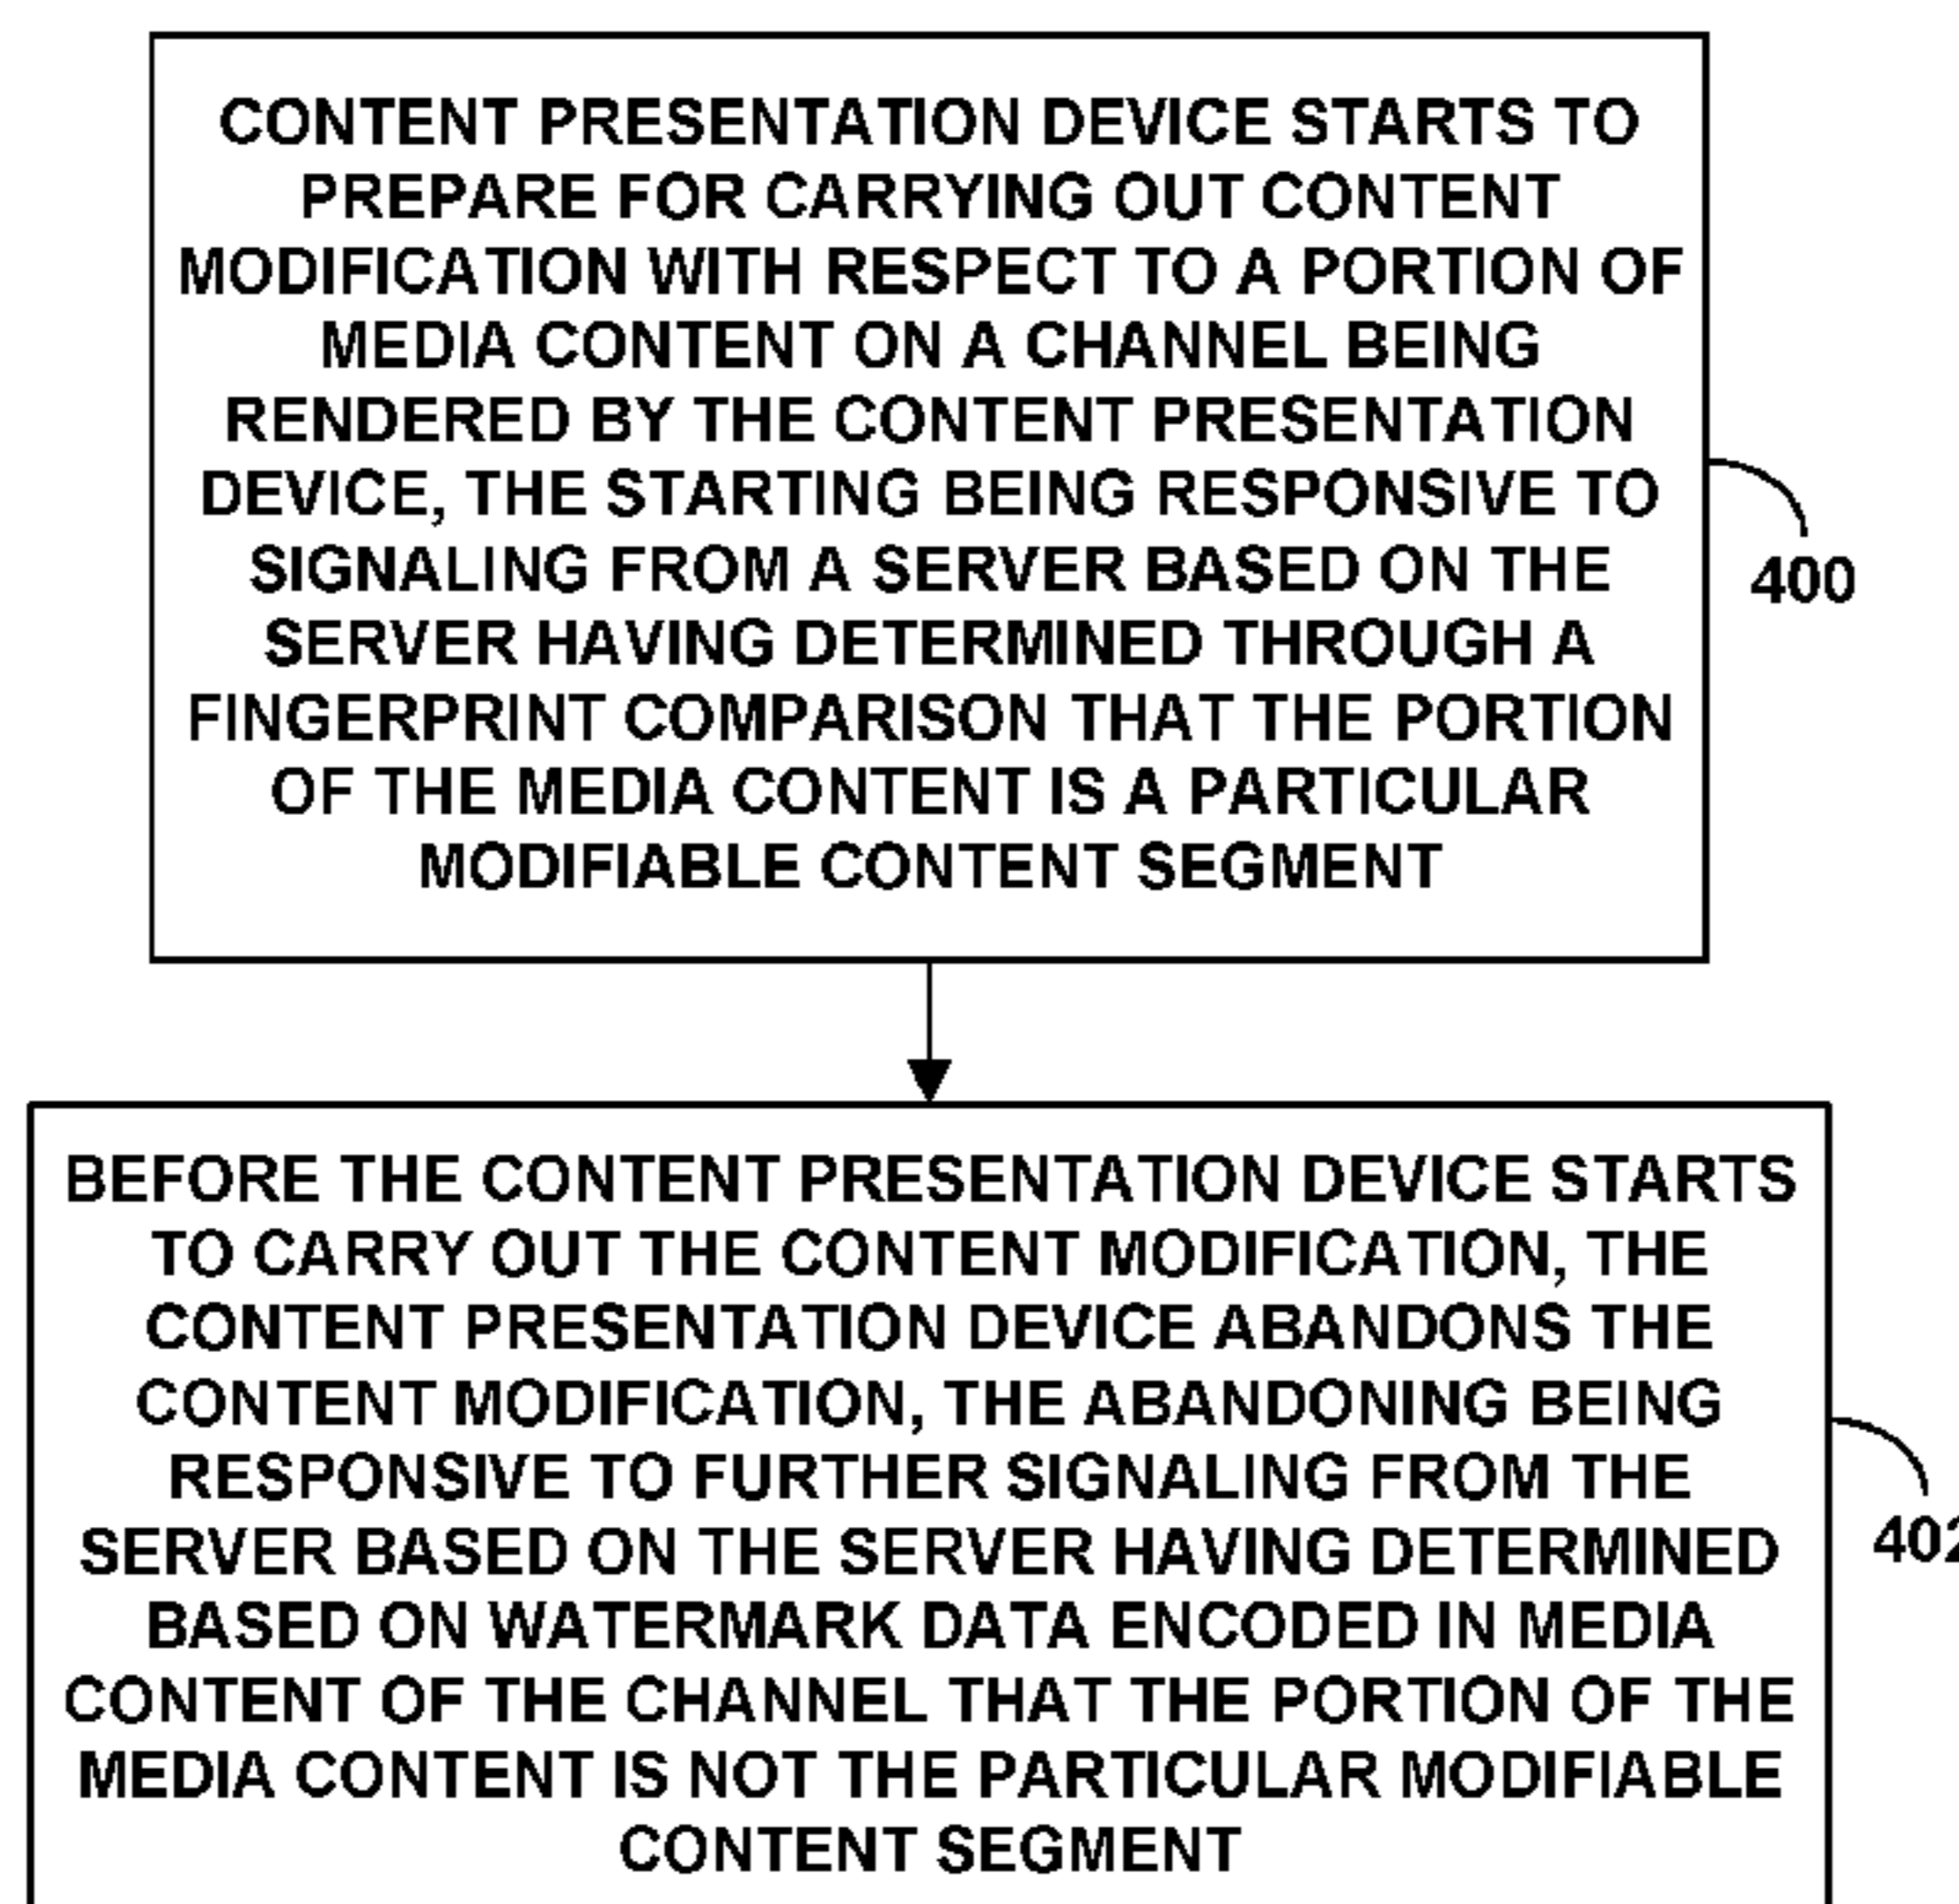 CONTENT PRESENTATION DEVICE STARTS TO
PREPARE FOR CARRYING OUT CONTENT
MODIFICATION WITH RESPECT TO A PORTION OF
MEDIA CONTENT ON A CHANNEL BEING
RENDERED BY THE CONTENT PRESENTATION
DEVICE, THE STARTING BEING RESPONSIVE TO
SIGNALING FROM A SERVER BASED ON THE
SERVER HAVING DETERMINED THROUGH A
FINGERPRINT COMPARISON THAT THE PORTION
OF THE MEDIA CONTENT IS A PARTICULAR
MODIFIABLE CONTENT SEGMENT
400
BEFORE THE CONTENT PRESENTATION DEVICE STARTS
TO CARRY OUT THE CONTENT MODIFICATION, THE
CONTENT PRESENTATION DEVICE ABANDONS THE
CONTENT MODIFICATION, THE ABANDONING BEING
RESPONSIVE TO FURTHER SIGNALING FROM THE
SERVER BASED ON THE SERVER HAVING DETERMINED
BASED ON WATERMARK DATA ENCODED IN MEDIA
CONTENT OF THE CHANNEL THAT THE PORTION OF THE
MEDIA CONTENT IS NOT THE PARTICULAR MODIFIABLE
CONTENT SEGMENT
402